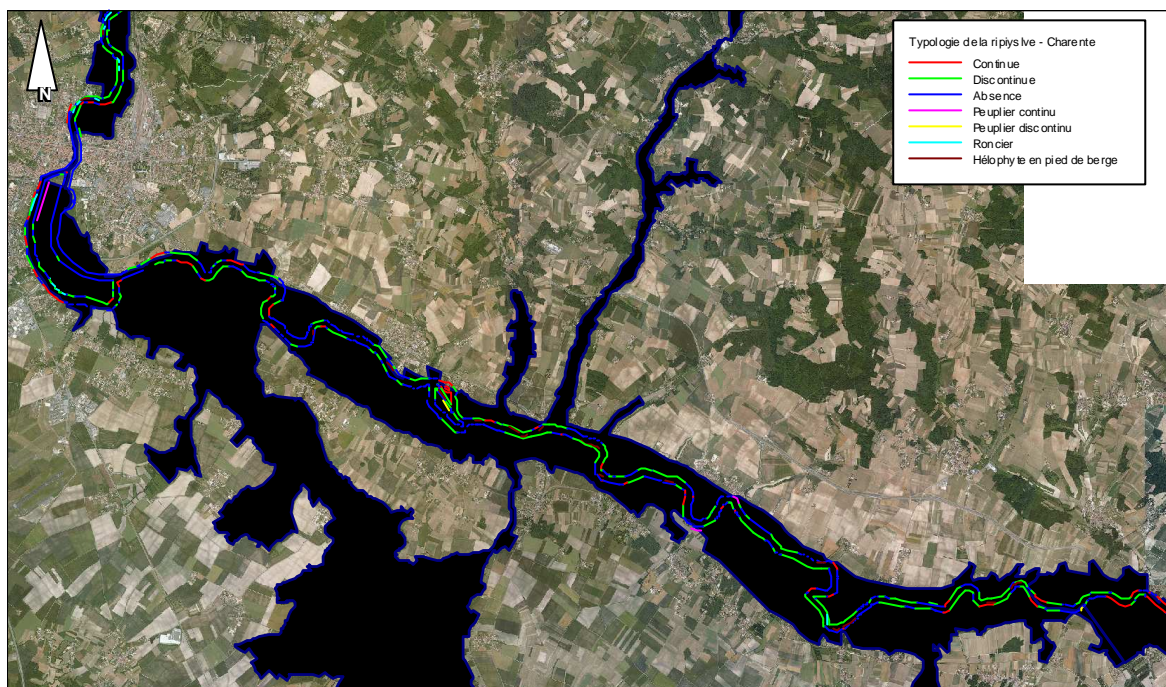 N
Typologie de la ripiyslve - Charente
Continue
Discontinue
Absence
Peuplier continu
Peuplier discontinu
Roncier
Hélophyte en pied de berge